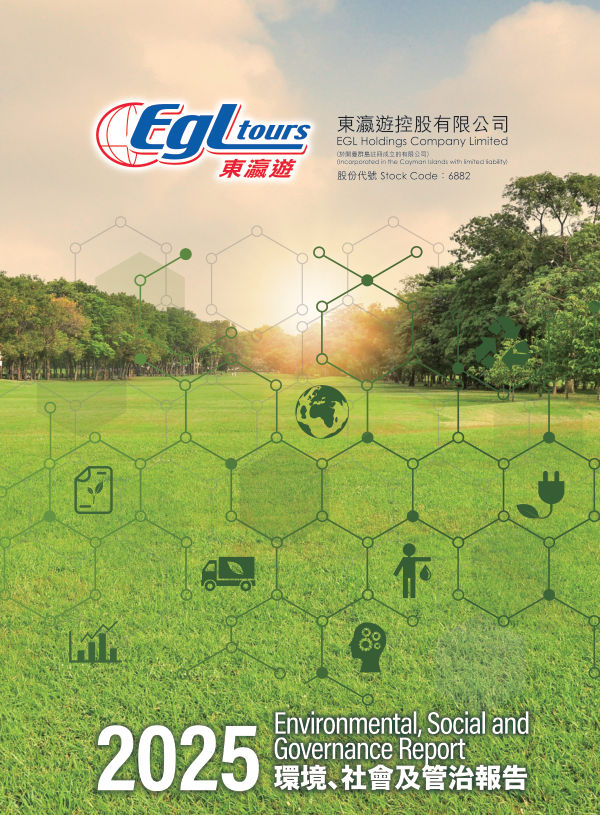 EGL tours
東瀛遊
東瀛遊控股有限公司
EGL Holdings Company Limited
(於開曼群島註冊成立的有限公司)
(Incorporated in the Cayman Islands with limited liability)
股份代號 Stock Code：6882
2025
Environmental, Social and
Governance Report
環境、社會及管治報告